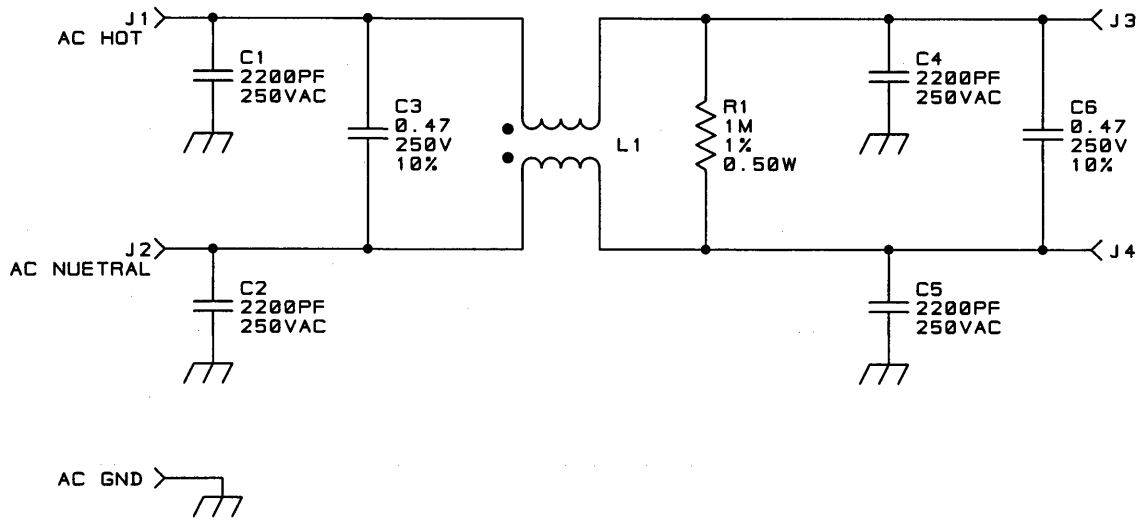 J1
AC HOT
C1
2200PF
250VAC
C3
0.47
250V
10%
L1
R1
1M
1%
0.50W
C4
2200PF
250VAC
C6
0.47
250V
10%
J3
J2
AC NUETRAL
C2
2200PF
250VAC
C5
2200PF
250VAC
J4
AC GND